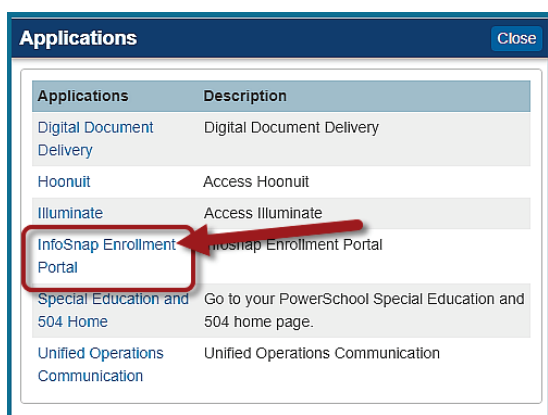 Applications Close
Applications Description
Digital Document Digital Document Delivery
Delivery
Hoonuit Access Hoonuit
Illuminate Access Illuminate
InfoSnap Enrollment Infosnap Enrollment Portal
Portal
Special Education and Go to your PowerSchool Special Education and
504 Home 504 home page.
Unified Operations Unified Operations Communication
Communication